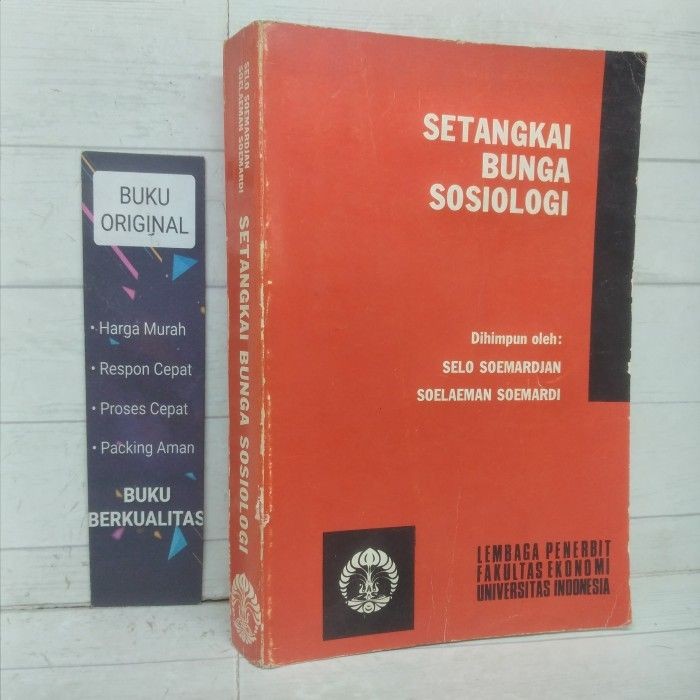 BUKU
ORIGINAL
• Harga Murah
• Respon Cepat
• Proses Cepat
• Packing Aman
BUKU
BERKUALITAS
SELO SOEMARDJAN
SOELAEMAN SOEMARDI
SETANGKAI BUNGA SOSIOLOGI
SETANGKAI
BUNGA
SOSIOLOGI
Dihimpun oleh:
SELO SOEMARDJAN
SOELAEMAN SOEMARDI
LEMBAGA PENERBIT
FAKULTAS EKONOMI
UNIVERSITAS INDONESIA